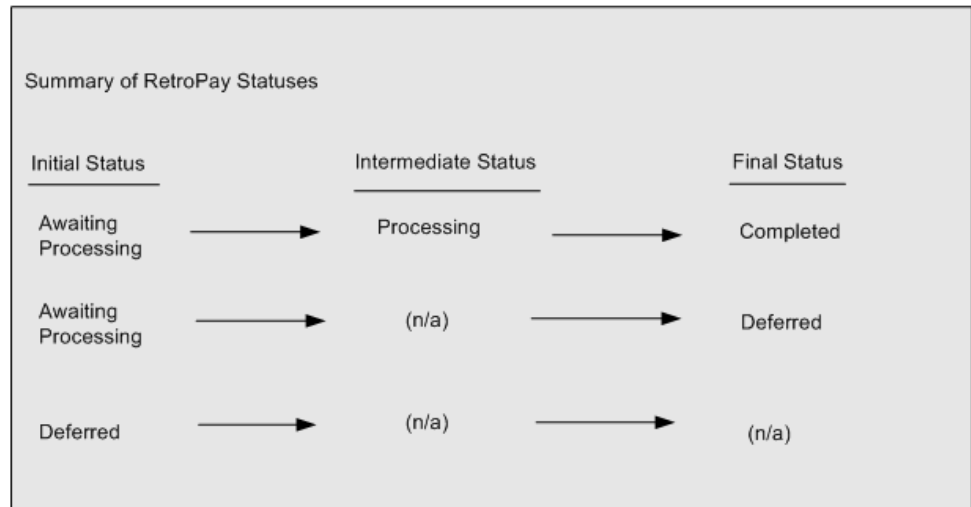 Summary of RetroPay Statuses
Initial Status Intermediate Status Final Status
Awaiting
Processing
Processing
Completed
Awaiting
Processing
(n/a)
Deferred
Deferred
(n/a)
(n/a)